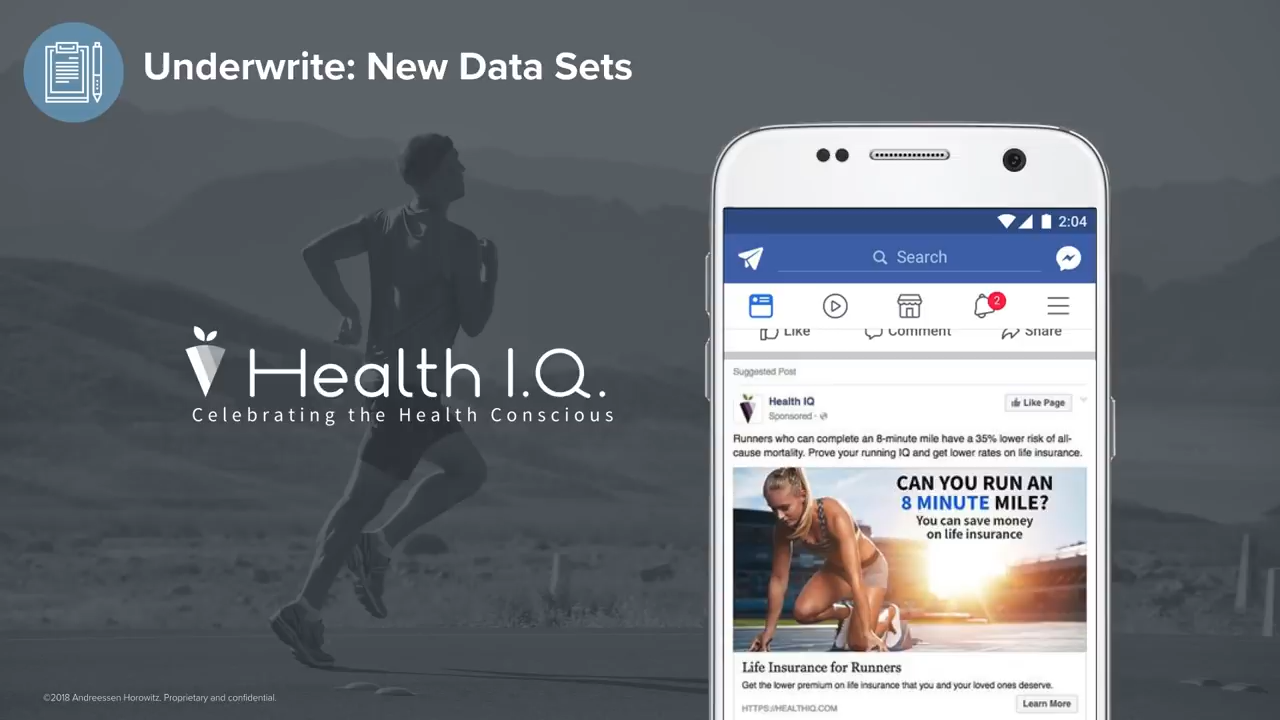 Underwrite: New Data Sets
Health I.Q.
Celebrating the Health Conscious
2:04
Search
2
Like Comment Share
Suggested Post
Health IQ
Sponsored ·
Like Page
Runners who can complete an 8-minute mile have a 35% lower risk of all-
cause mortality. Prove your running IQ and get lower rates on life insurance.
CAN YOU RUN AN
8 MINUTE MILE?
You can save money
on life insurance
Life Insurance for Runners
Get the lower premium on life insurance that you and your loved ones deserve.
HTTPS://HEALTHIQ.COM
Learn More
©2018 Andreessen Horowitz. Proprietary and confidential.